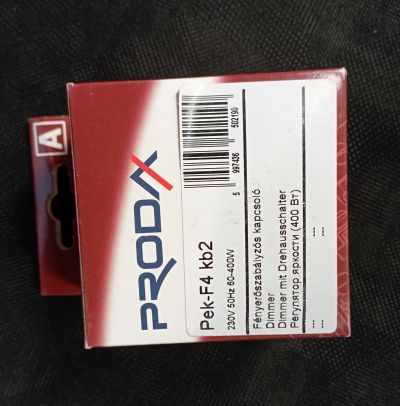 A
PRODAX
5 997436 502190
Pek-F4 kb2
230V 50Hz 60-400W
Fényerőszabályzós kapcsoló
Dimmer
Dimmer mit Drehausschalter
Регулятор яркости (400 Вт)
---
---
---
---